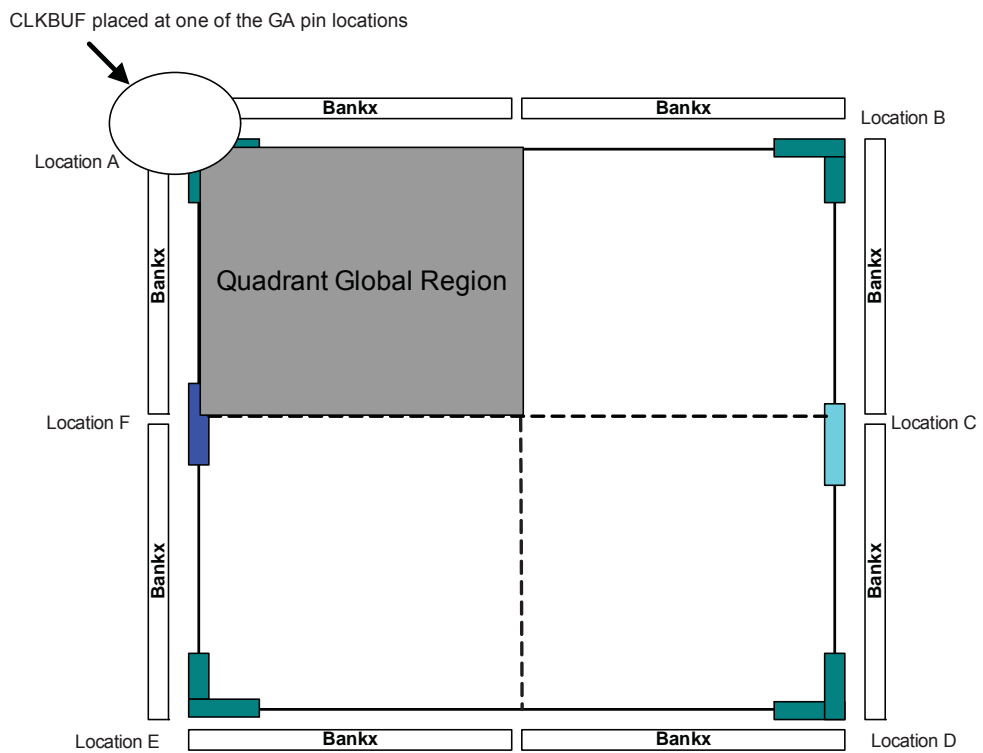 CLKBUF placed at one of the GA pin locations
Bankx
Bankx
Location B
Location A
Bankx
Quadrant Global Region
Bankx
Location F
Location C
Bankx
Bankx
Location E
Bankx
Bankx
Location D